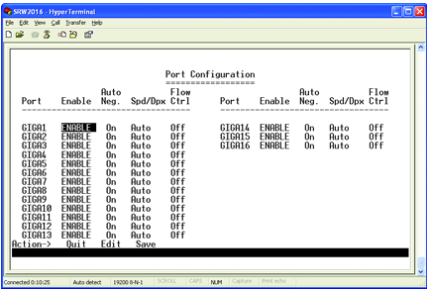 SRW2016 - HyperTerminal
File Edit View Call Transfer Help
Port Configuration
==================
Auto Flow Auto Flow
Port Enable Neg. Spd/Dpx Ctrl Port Enable Neg. Spd/Dpx Ctrl
GIGA1 ENABLE On Auto Off GIGA14 ENABLE On Auto Off
GIGA2 ENABLE On Auto Off GIGA15 ENABLE On Auto Off
GIGA3 ENABLE On Auto Off GIGA16 ENABLE On Auto Off
GIGA4 ENABLE On Auto Off
GIGA5 ENABLE On Auto Off
GIGA6 ENABLE On Auto Off
GIGA7 ENABLE On Auto Off
GIGA8 ENABLE On Auto Off
GIGA9 ENABLE On Auto Off
GIGA10 ENABLE On Auto Off
GIGA11 ENABLE On Auto Off
GIGA12 ENABLE On Auto Off
GIGA13 ENABLE On Auto Off
Action-> Quit Edit Save
Connected 0:10:25 Auto detect 19200 8-N-1 SCROLL CAPS NUM Capture Print echo